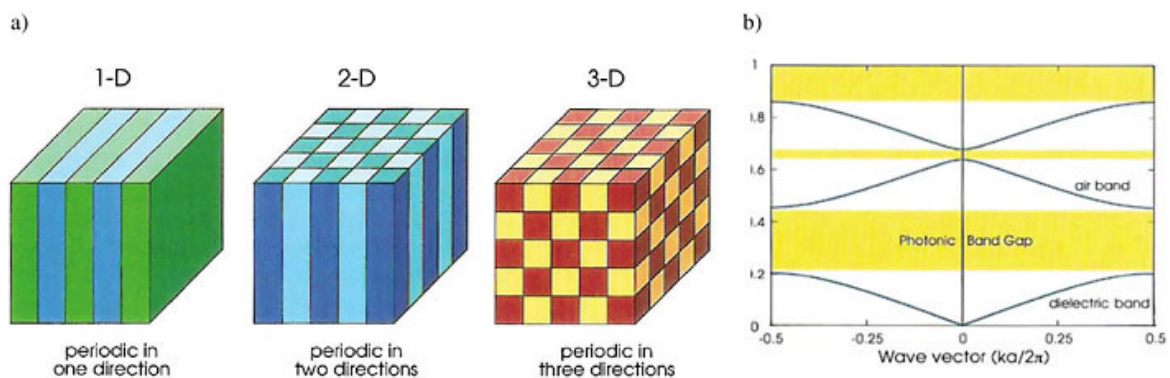 a)
1-D
2-D
3-D
periodic in
one direction
periodic in
two directions
periodic in
three directions
b)
1
.8
.6
.4
.2
0
air band
Photonic Band Gap
dielectric band
-0.5
-0.25
0
0.25
0.5
Wave vector (ka/2π)